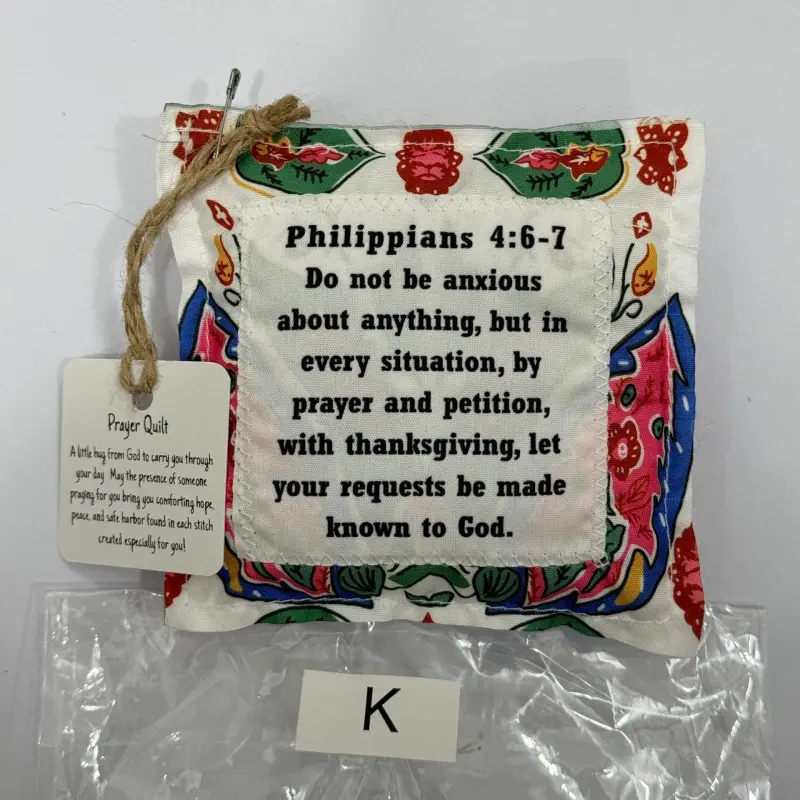 Philippians 4:6-7
Do not be anxious
about anything, but in
every situation, by
prayer and petition,
with thanksgiving, let
your requests be made
known to God.
Prayer Quilt
A little hug from God to carry you through
your day. May the presence of someone
praying for you bring you comforting hope,
peace, and safe harbor found in each stitch
created especially for you!
K